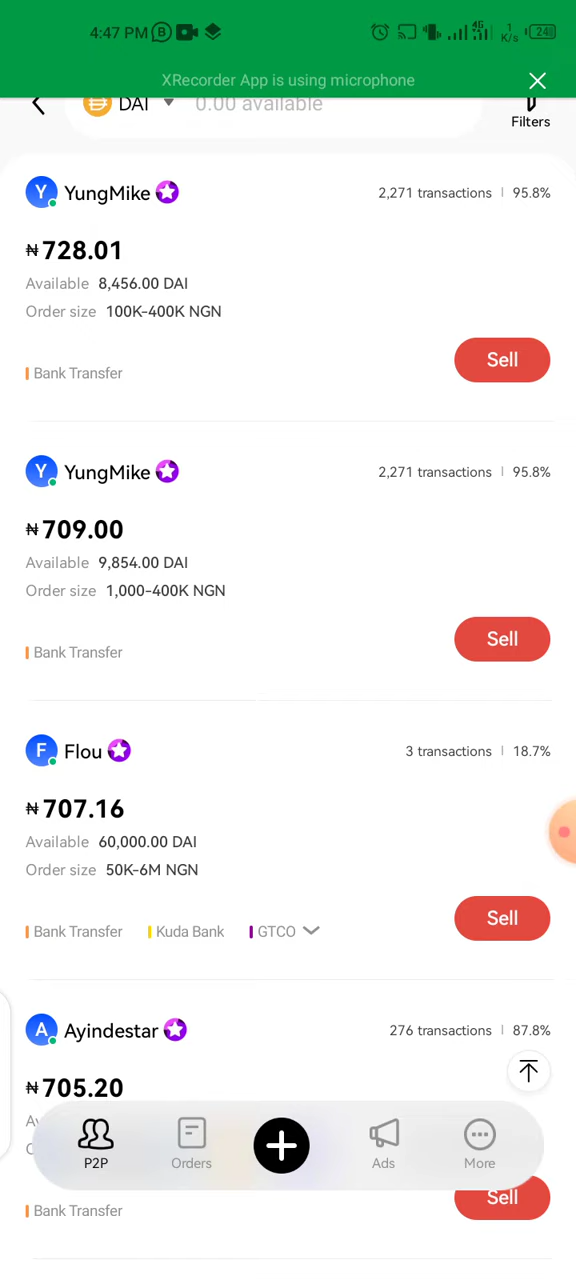 4:47 PM B 4G 1 K/s 24
XRecorder App is using microphone
DAI 0.00 available
Filters
Y YungMike 2,271 transactions 95.8%
₦ 728.01
Available 8,456.00 DAI
Order size 100K-400K NGN
Sell
Bank Transfer
Y YungMike 2,271 transactions 95.8%
₦ 709.00
Available 9,854.00 DAI
Order size 1,000-400K NGN
Sell
Bank Transfer
F Flou 3 transactions 18.7%
₦ 707.16
Available 60,000.00 DAI
Order size 50K-6M NGN
Sell
Bank Transfer Kuda Bank GTCO
A Ayindestar 276 transactions 87.8%
₦ 705.20
P2P Orders Ads More
Sell
Bank Transfer